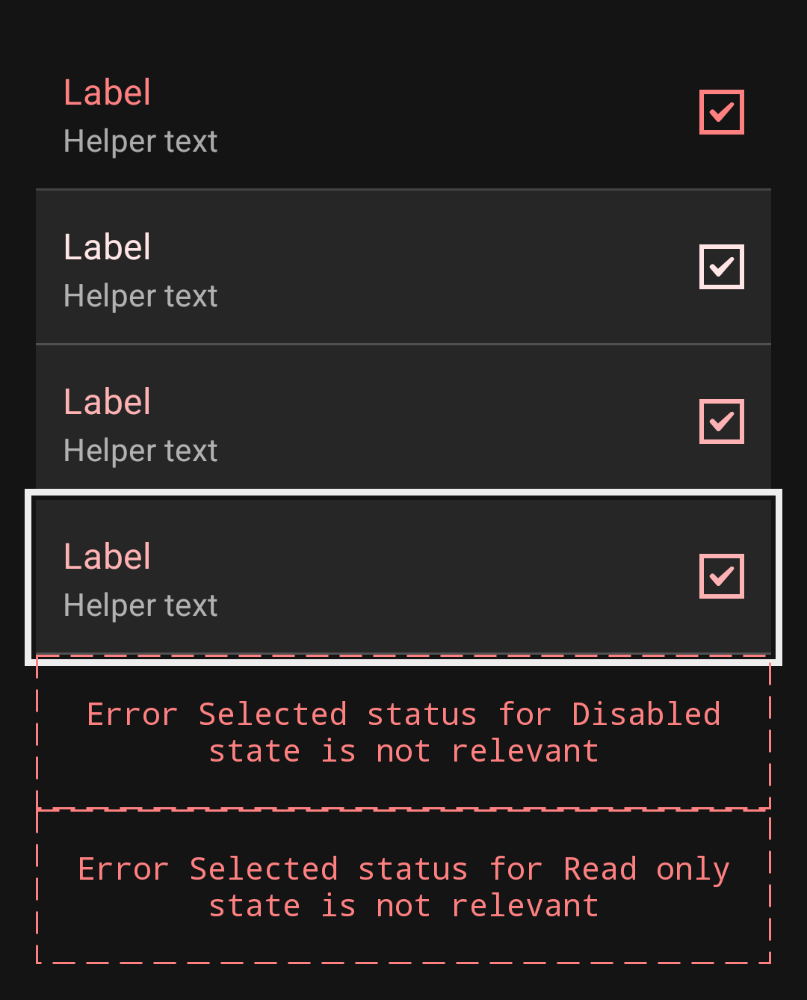 Label
Helper text
Label
Helper text
Label
Helper text
Label
Helper text
Error Selected status for Disabled
state is not relevant
Error Selected status for Read only
state is not relevant